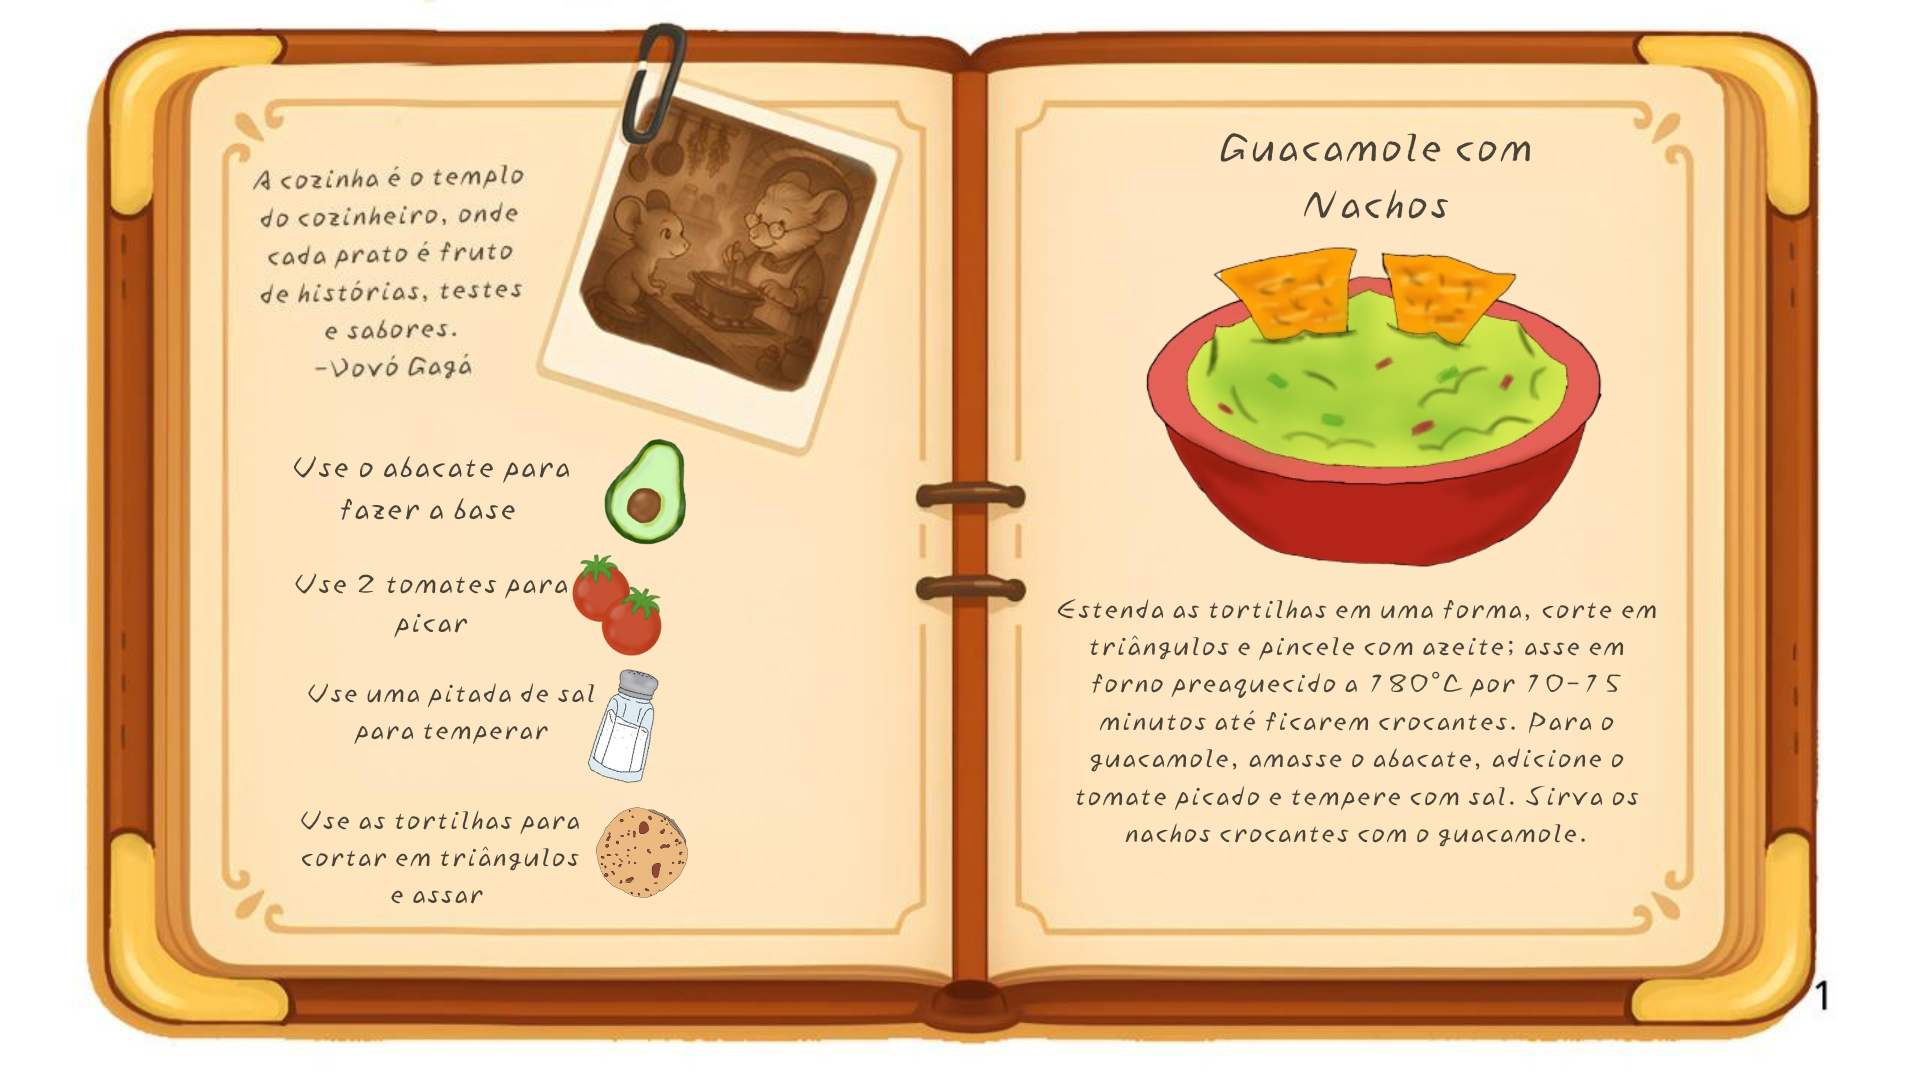 A cozinha é o templo
do cozinheiro, onde
cada prato é fruto
de histórias, testes
e sabores.
-Vovó Gagá
Use o abacate para
fazer a base
Use 2 tomates para
picar
Use uma pitada de sal
para temperar
Use as tortilhas para
cortar em triângulos
e assar
Guacamole com
Nachos
Estenda as tortilhas em uma forma, corte em
triângulos e pincele com azeite; asse em
forno preaquecido a 180°C por 10-15
minutos até ficarem crocantes. Para o
guacamole, amasse o abacate, adicione o
tomate picado e tempere com sal. Sirva os
nachos crocantes com o guacamole.
1